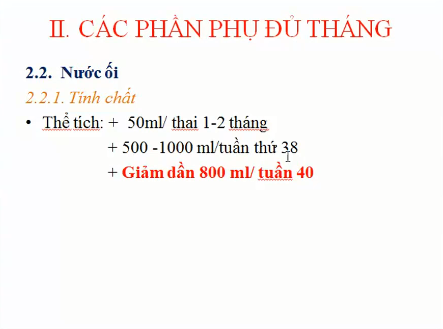 II. CÁC PHẦN PHỤ ĐỦ THÁNG
2.2. Nước ối
2.2.1. Tính chất
• Thể tích: + 50ml/ thai 1-2 tháng
+ 500 -1000 ml/tuần thứ 38
+ Giảm dần 800 ml/ tuần 40